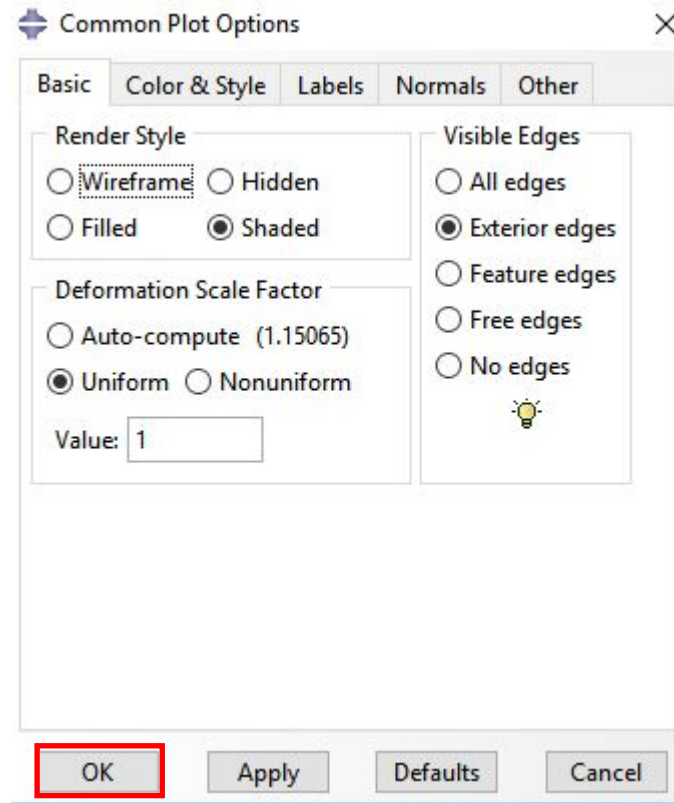 Common Plot Options
Basic Color & Style Labels Normals Other
Render Style
Wireframe Hidden
Filled Shaded
Deformation Scale Factor
Auto-compute (1.15065)
Uniform Nonuniform
Value: 1
Visible Edges
All edges
Exterior edges
Feature edges
Free edges
No edges
OK Apply Defaults Cancel